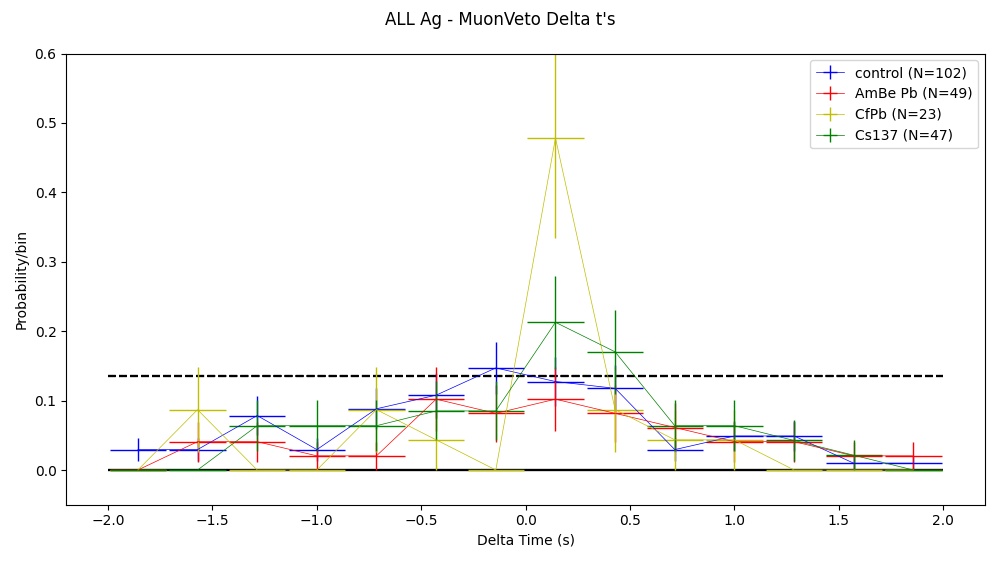 ALL Ag - MuonVeto Delta t's
control (N=102)
AmBe Pb (N=49)
CfPb (N=23)
Cs137 (N=47)
Probability/bin
0.6
0.5
0.4
0.3
0.2
0.1
0.0
−2.0 −1.5 −1.0 −0.5 0.0 0.5 1.0 1.5 2.0
Delta Time (s)